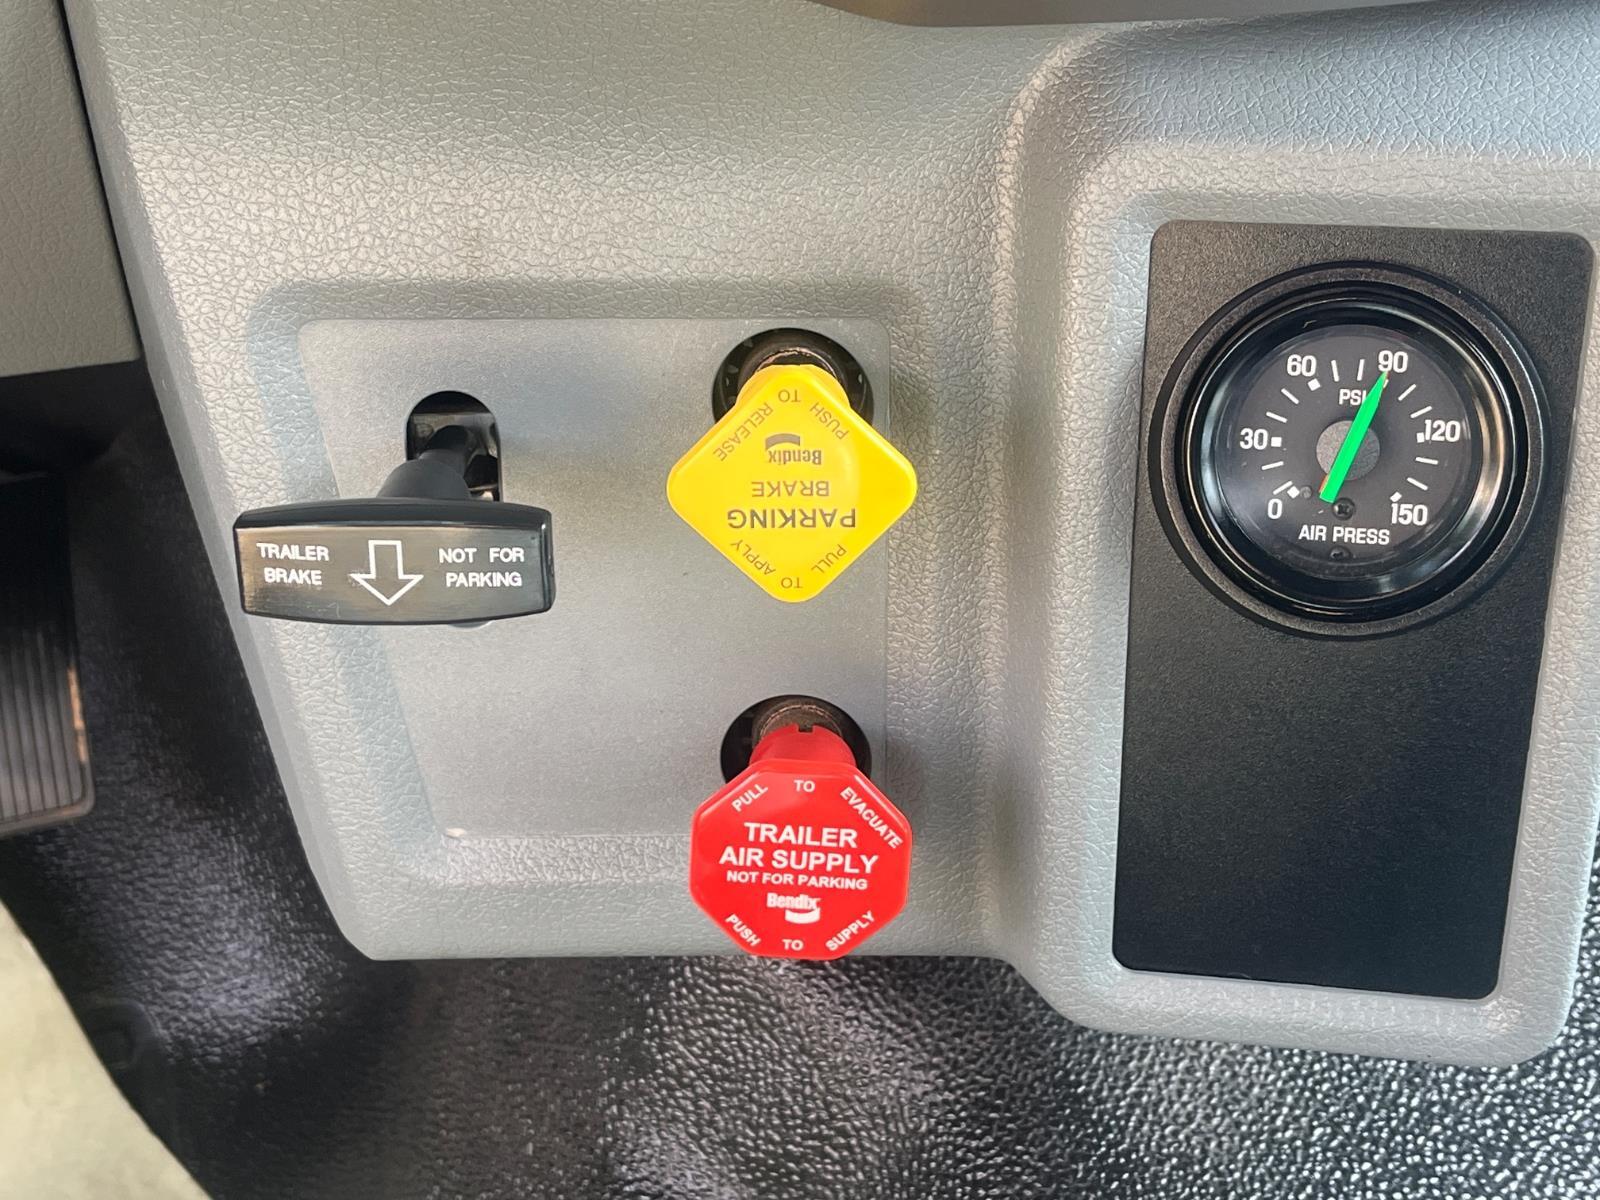 TRAILER
BRAKE
NOT FOR
PARKING
PUSH TO RELEASE
Bendix
PARKING
BRAKE
PULL TO APPLY
PULL TO EVACUATE
TRAILER
AIR SUPPLY
NOT FOR PARKING
Bendix
PUSH TO SUPPLY
0
30
60
90
120
150
PSI
AIR PRESS